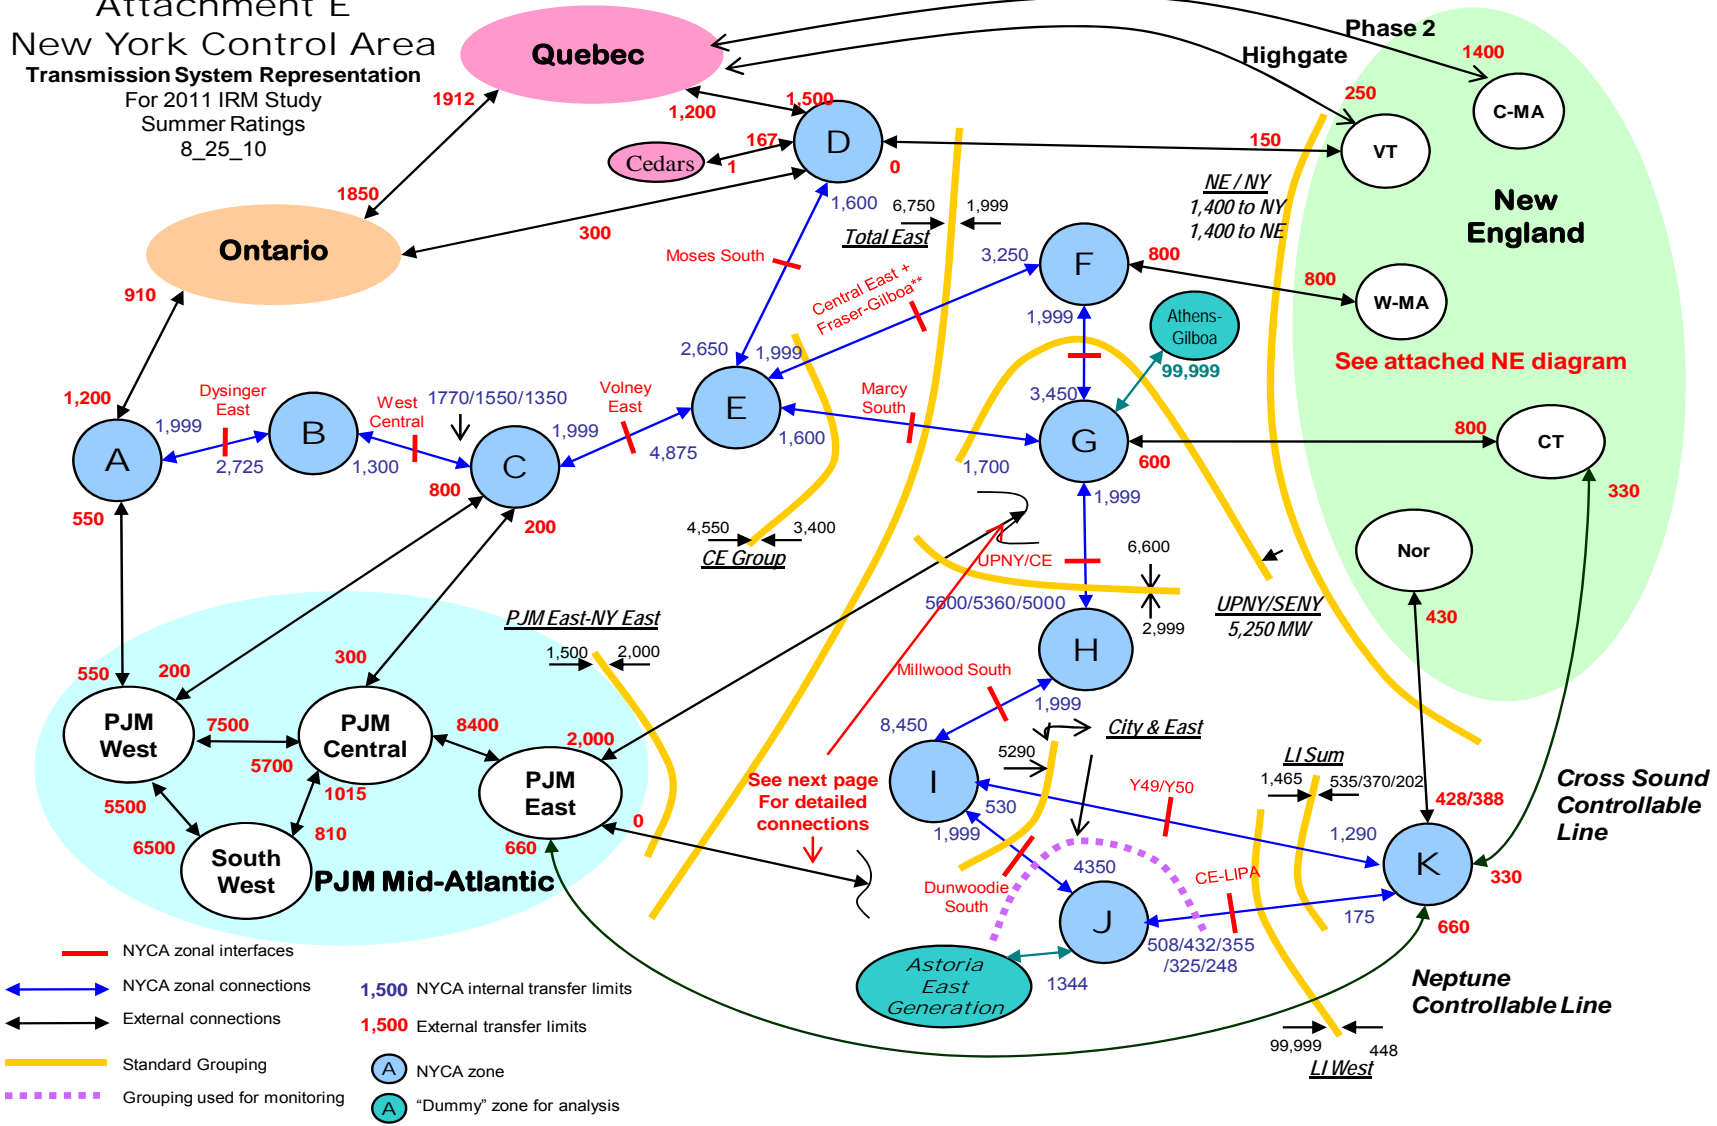 Attachment E
New York Control Area
Transmission System Representation
For 2011 IRM Study
Summer Ratings
8_25_10
Quebec
Phase 2
Highgate
1400
C-MA
250
VT
1912
1,200
1,500
167
1
Cedars
D
0
150
1850
Ontario
300
1,600
Moses South
6,750
1,999
Total East
NE / NY
1,400 to NY
1,400 to NE
New
England
910
3,250
F
800
800
W-MA
Central East +
Fraser-Gilboa**
1,999
Athens-
Gilboa
99,999
See attached NE diagram
1,200
Dysinger
East
1,999
A
2,725
B
West
Central
1,300
1770/1550/1350
C
1,999
Volney
East
4,875
2,650
1,999
E
Marcy
South
1,600
3,450
G
1,700
600
800
CT
1,999
330
550
800
200
4,550
3,400
CE Group
UPNY/CE
6,600
5600/5360/5000
2,999
UPNY/SENY
5,250 MW
Nor
430
PJM East-NY East
1,500
2,000
550
200
300
PJM
West
7500
5700
PJM
Central
8400
2,000
PJM
East
5500
6500
1015
810
South
West
PJM Mid-Atlantic
660
0
See next page
For detailed
connections
H
Millwood South
1,999
8,450
I
5290
City & East
530
1,999
Y49/Y50
LI Sum
1,465
535/370/202
428/388
1,290
K
330
Cross Sound
Controllable
Line
4350
Dunwoodie
South
J
CE-LIPA
175
508/432/355
/325/248
660
Astoria
East
Generation
1344
Neptune
Controllable Line
99,999
448
LI West
NYCA zonal interfaces
NYCA zonal connections
External connections
Standard Grouping
Grouping used for monitoring
1,500 NYCA internal transfer limits
1,500 External transfer limits
A NYCA zone
A “Dummy” zone for analysis